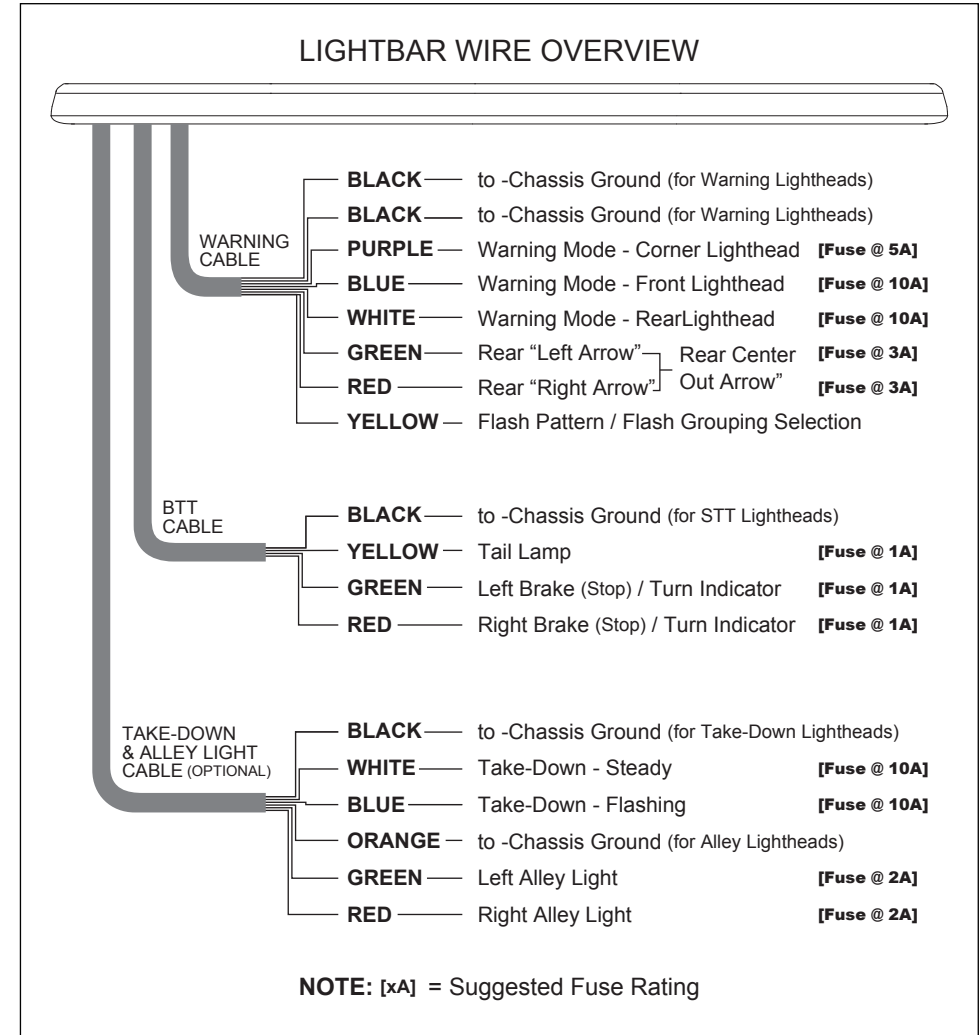 LIGHTBAR WIRE OVERVIEW
WARNING
CABLE
BLACK to -Chassis Ground (for Warning Lightheads)
BLACK to -Chassis Ground (for Warning Lightheads)
PURPLE Warning Mode - Corner Lighthead [Fuse @ 5A]
BLUE Warning Mode - Front Lighthead [Fuse @ 10A]
WHITE Warning Mode - RearLighthead [Fuse @ 10A]
GREEN Rear “Left Arrow” Rear Center [Fuse @ 3A]
RED Rear “Right Arrow” Out Arrow” [Fuse @ 3A]
YELLOW Flash Pattern / Flash Grouping Selection
BTT
CABLE
BLACK to -Chassis Ground (for STT Lightheads)
YELLOW Tail Lamp [Fuse @ 1A]
GREEN Left Brake (Stop) / Turn Indicator [Fuse @ 1A]
RED Right Brake (Stop) / Turn Indicator [Fuse @ 1A]
TAKE-DOWN
& ALLEY LIGHT
CABLE (OPTIONAL)
BLACK to -Chassis Ground (for Take-Down Lightheads)
WHITE Take-Down - Steady [Fuse @ 10A]
BLUE Take-Down - Flashing [Fuse @ 10A]
ORANGE to -Chassis Ground (for Alley Lightheads)
GREEN Left Alley Light [Fuse @ 2A]
RED Right Alley Light [Fuse @ 2A]
NOTE: [xA] = Suggested Fuse Rating